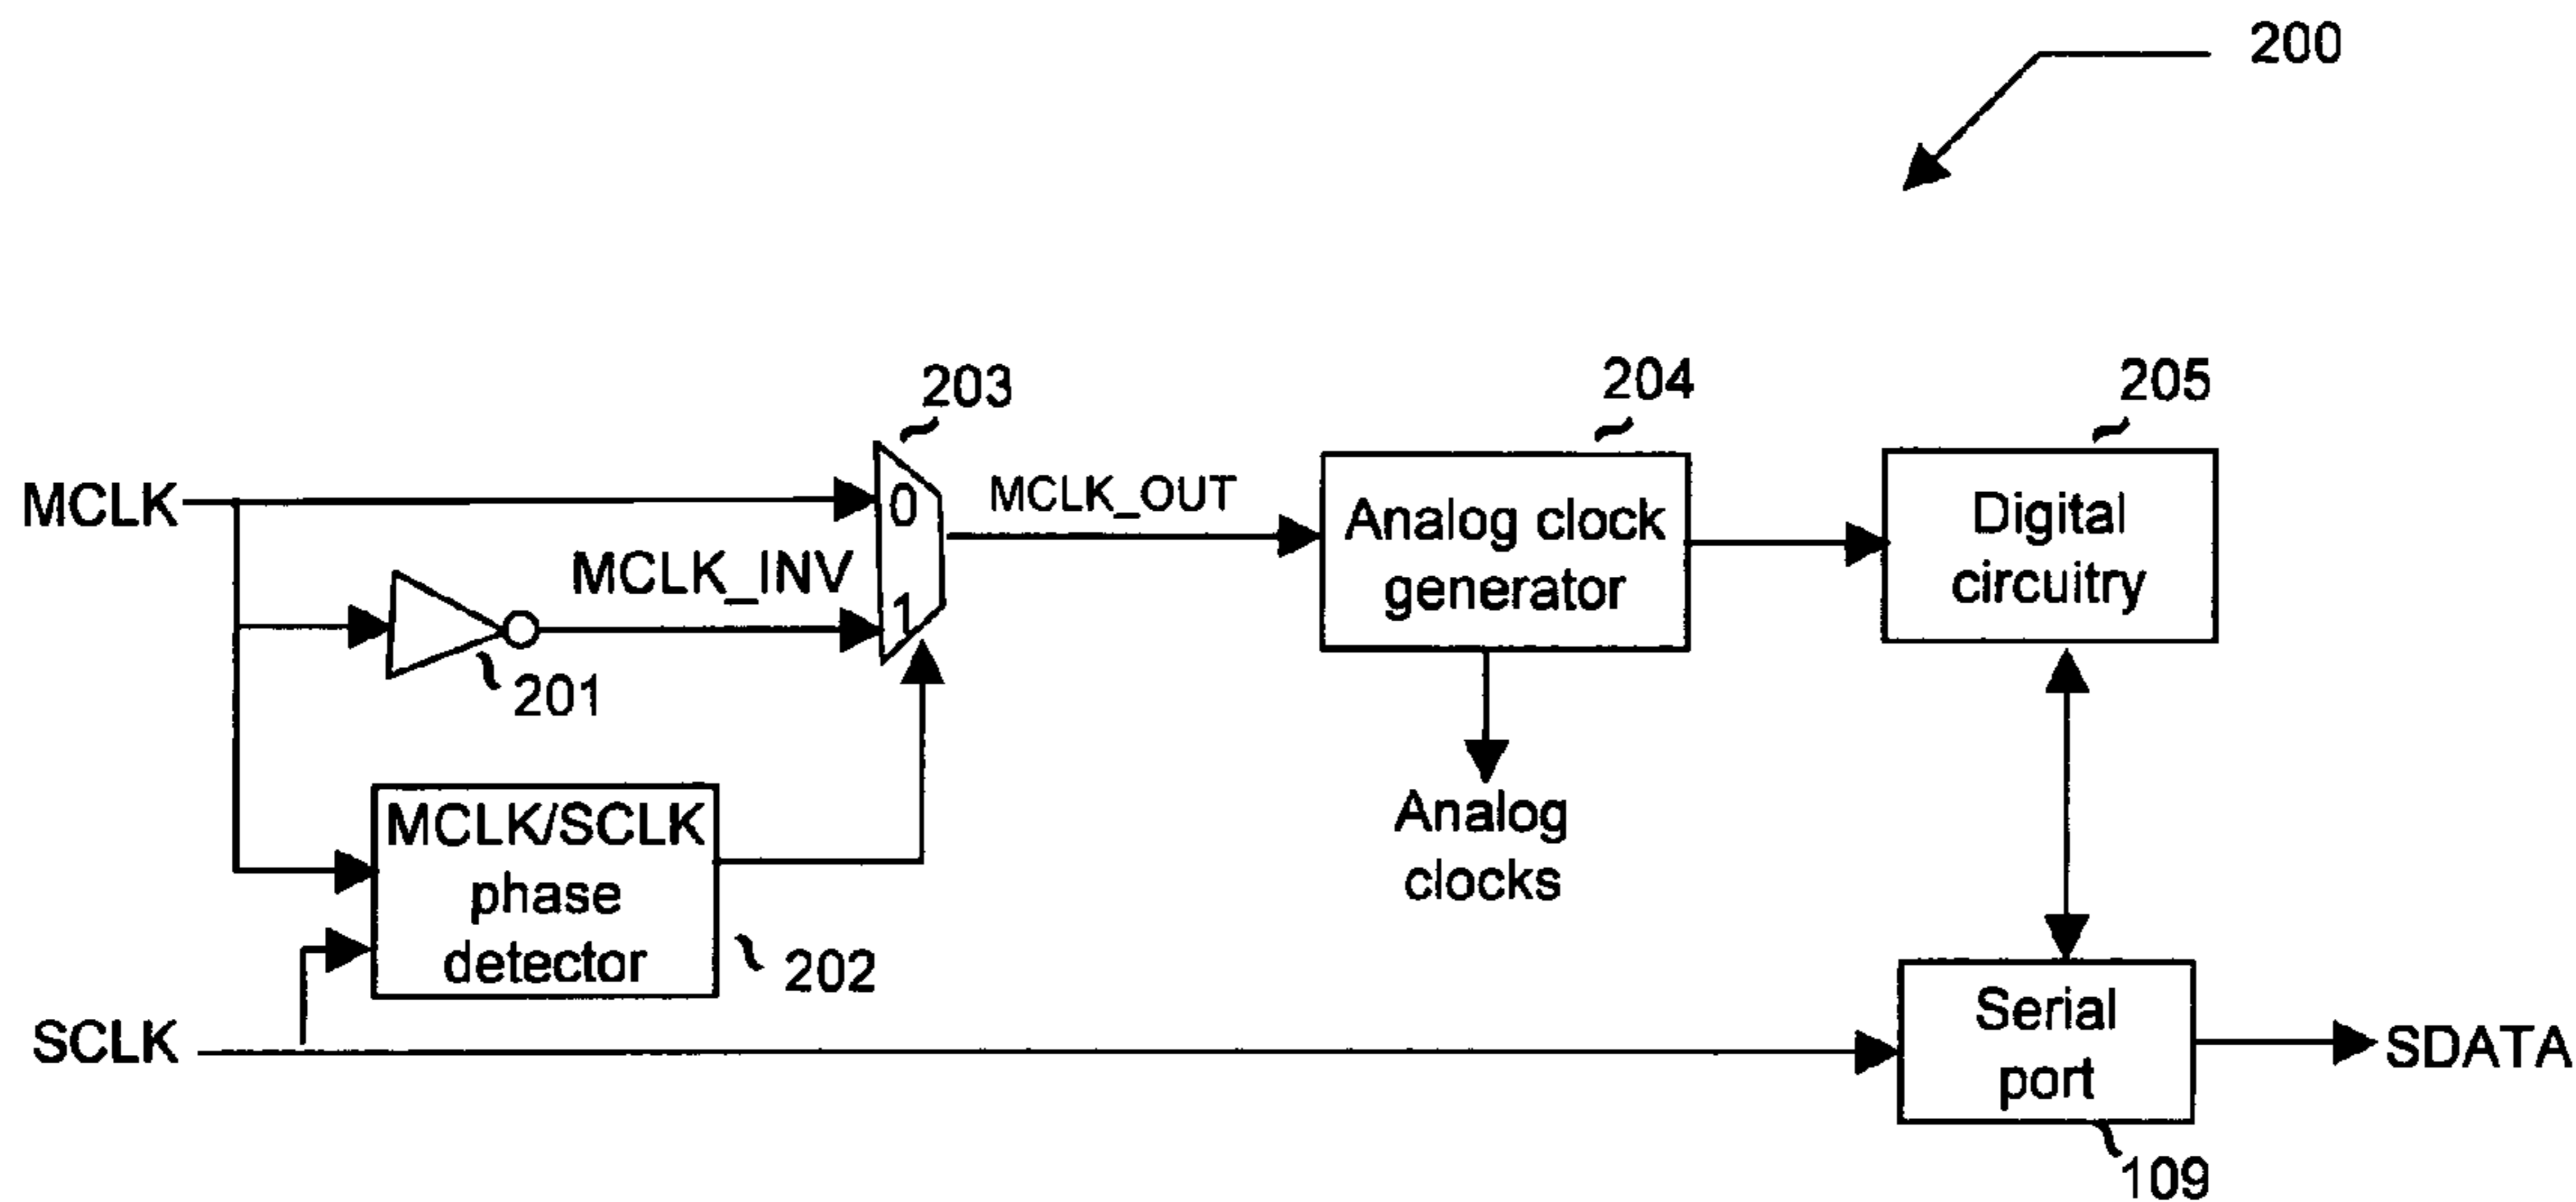 200
203
204
205
MCLK
0
MCLK_OUT
Analog clock
generator
Digital
circuitry
MCLK_INV
1
201
MCLK/SCLK
phase
detector
202
Analog
clocks
SCLK
Serial
port
SDATA
109